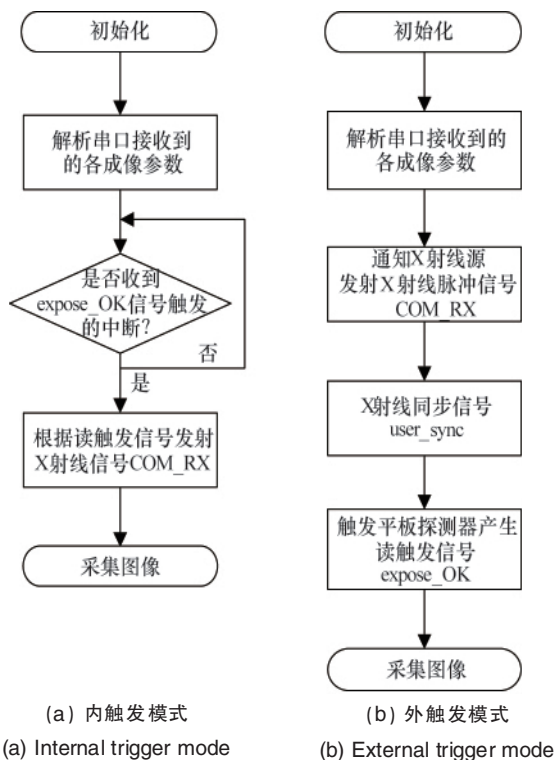 初始化
解析串口接收到
的各成像参数
是否收到
expose_OK信号触发
的中断?
否
是
根据读触发信号发射
X射线信号COM_RX
采集图像
(a) 内触发模式
(a) Internal trigger mode
初始化
解析串口接收到的
各成像参数
通知X射线源
发射X射线脉冲信号
COM_RX
X射线同步信号
user_sync
触发平板探测器产生
读触发信号
expose_OK
采集图像
(b) 外触发模式
(b) External trigger mode